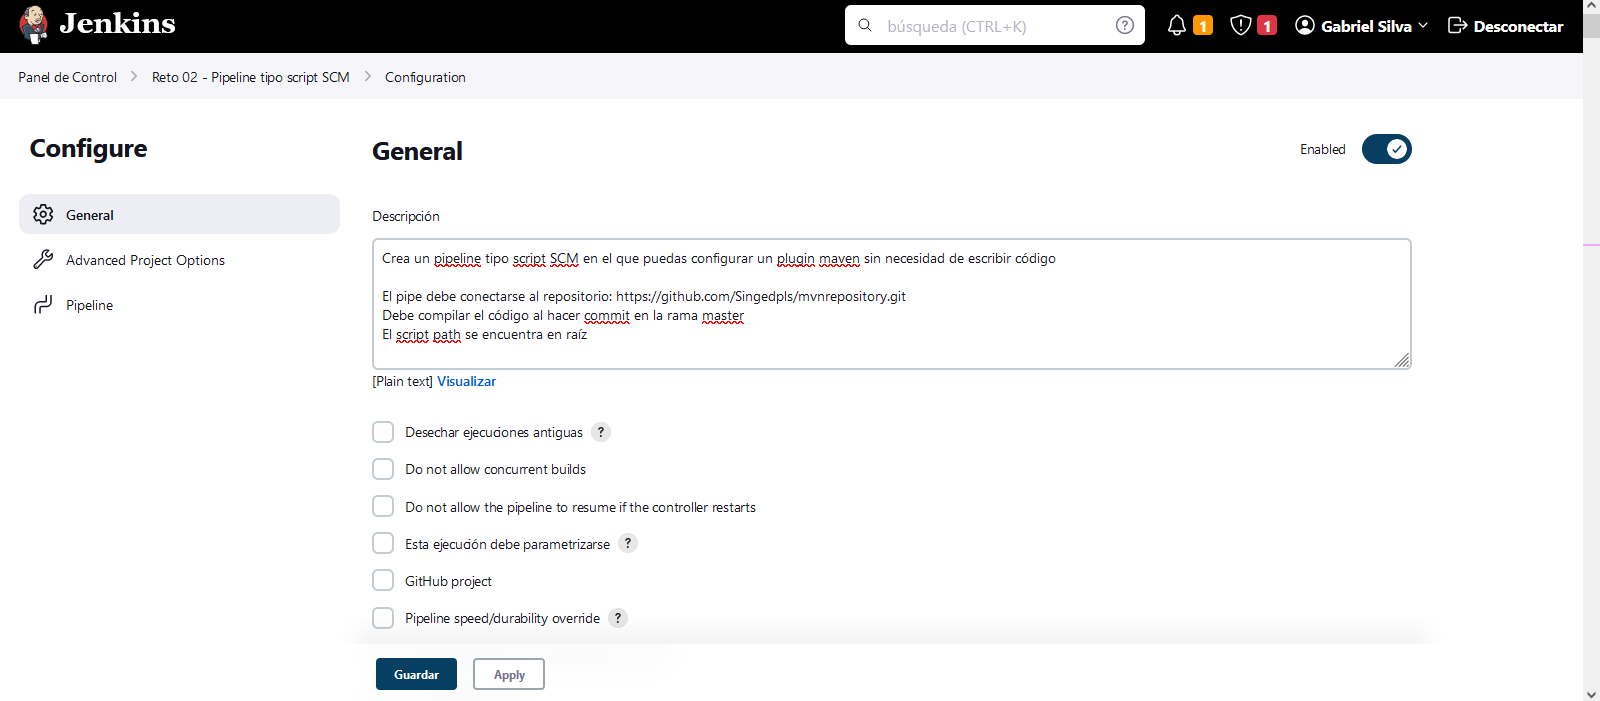 Jenkins
búsqueda (CTRL+K)
?
1
1
Gabriel Silva
Desconectar
Panel de Control
Reto 02 - Pipeline tipo script SCM
Configuration
Configure
General
Advanced Project Options
Pipeline
General
Enabled
Descripción
Crea un pipeline tipo script SCM en el que puedas configurar un plugin maven sin necesidad de escribir código
El pipe debe conectarse al repositorio: https://github.com/Singedpls/mvnrepository.git
Debe compilar el código al hacer commit en la rama master
El script path se encuentra en raíz
[Plain text] Visualizar
Desechar ejecuciones antiguas ?
Do not allow concurrent builds
Do not allow the pipeline to resume if the controller restarts
Esta ejecución debe parametrizarse ?
GitHub project
Pipeline speed/durability override ?
Guardar
Apply